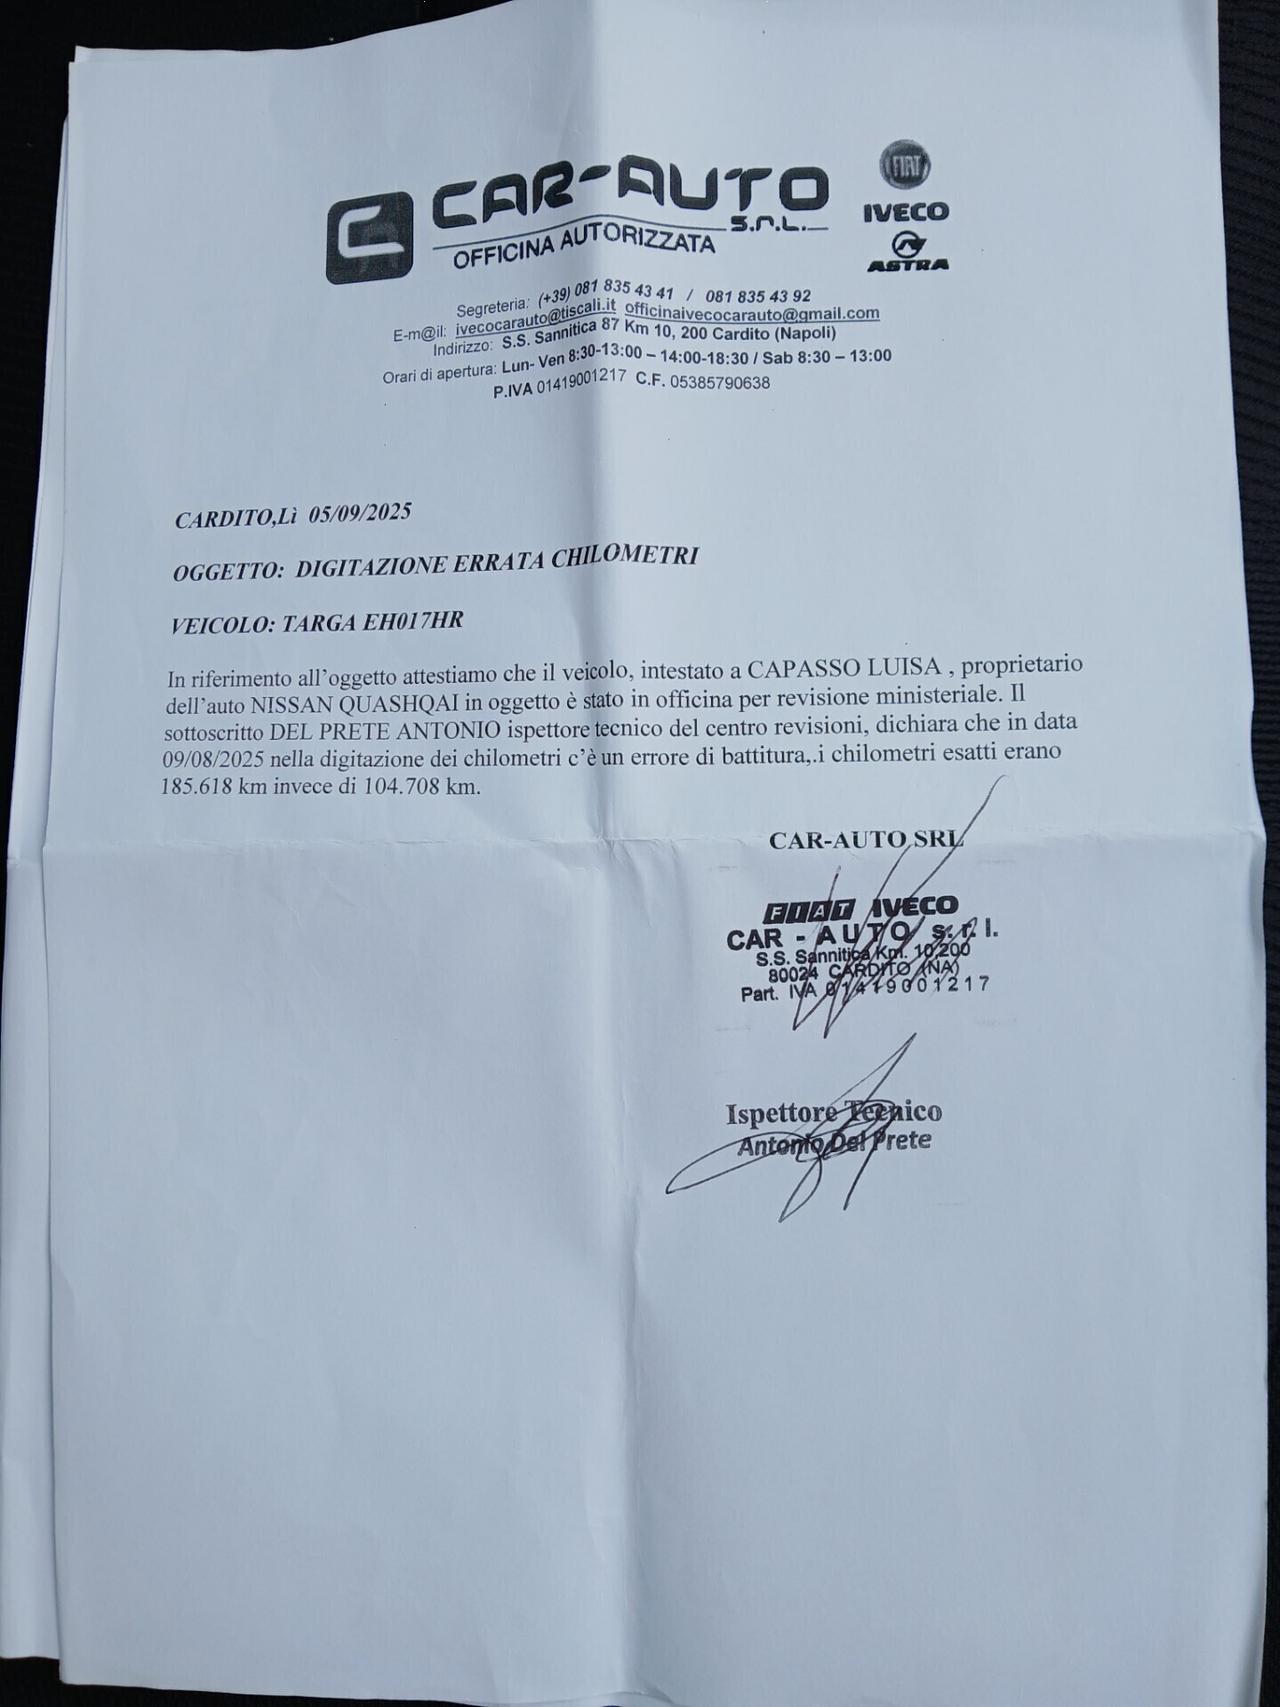 CAR-AUTO
s.r.l.
OFFICINA AUTORIZZATA
FIAT
IVECO
ASTRA
Segreteria: (+39) 081 835 43 41 / 081 835 43 92
E-m@il: ivecocarauto@tiscali.it officinaivecocarauto@gmail.com
Indirizzo: S.S. Sannitica 87 Km 10, 200 Cardito (Napoli)
Orari di apertura: Lun- Ven 8:30-13:00 – 14:00-18:30 / Sab 8:30 – 13:00
P.IVA 01419001217 C.F. 05385790638
CARDITO,Lì 05/09/2025
OGGETTO: DIGITAZIONE ERRATA CHILOMETRI
VEICOLO: TARGA EH017HR
In riferimento all'oggetto attestiamo che il veicolo, intestato a CAPASSO LUISA , proprietario
dell'auto NISSAN QUASHQAI in oggetto è stato in officina per revisione ministeriale. Il
sottoscritto DEL PRETE ANTONIO ispettore tecnico del centro revisioni, dichiara che in data
09/08/2025 nella digitazione dei chilometri c'è un errore di battitura,.i chilometri esatti erano
185.618 km invece di 104.708 km.
CAR-AUTO SRL
FIAT IVECO
CAR - AUTO s. r. l.
S.S. Sannitica Km. 10,200
80024 CARDITO (NA)
Part. IVA 01419001217
Ispettore Tecnico
Antonio Del Prete